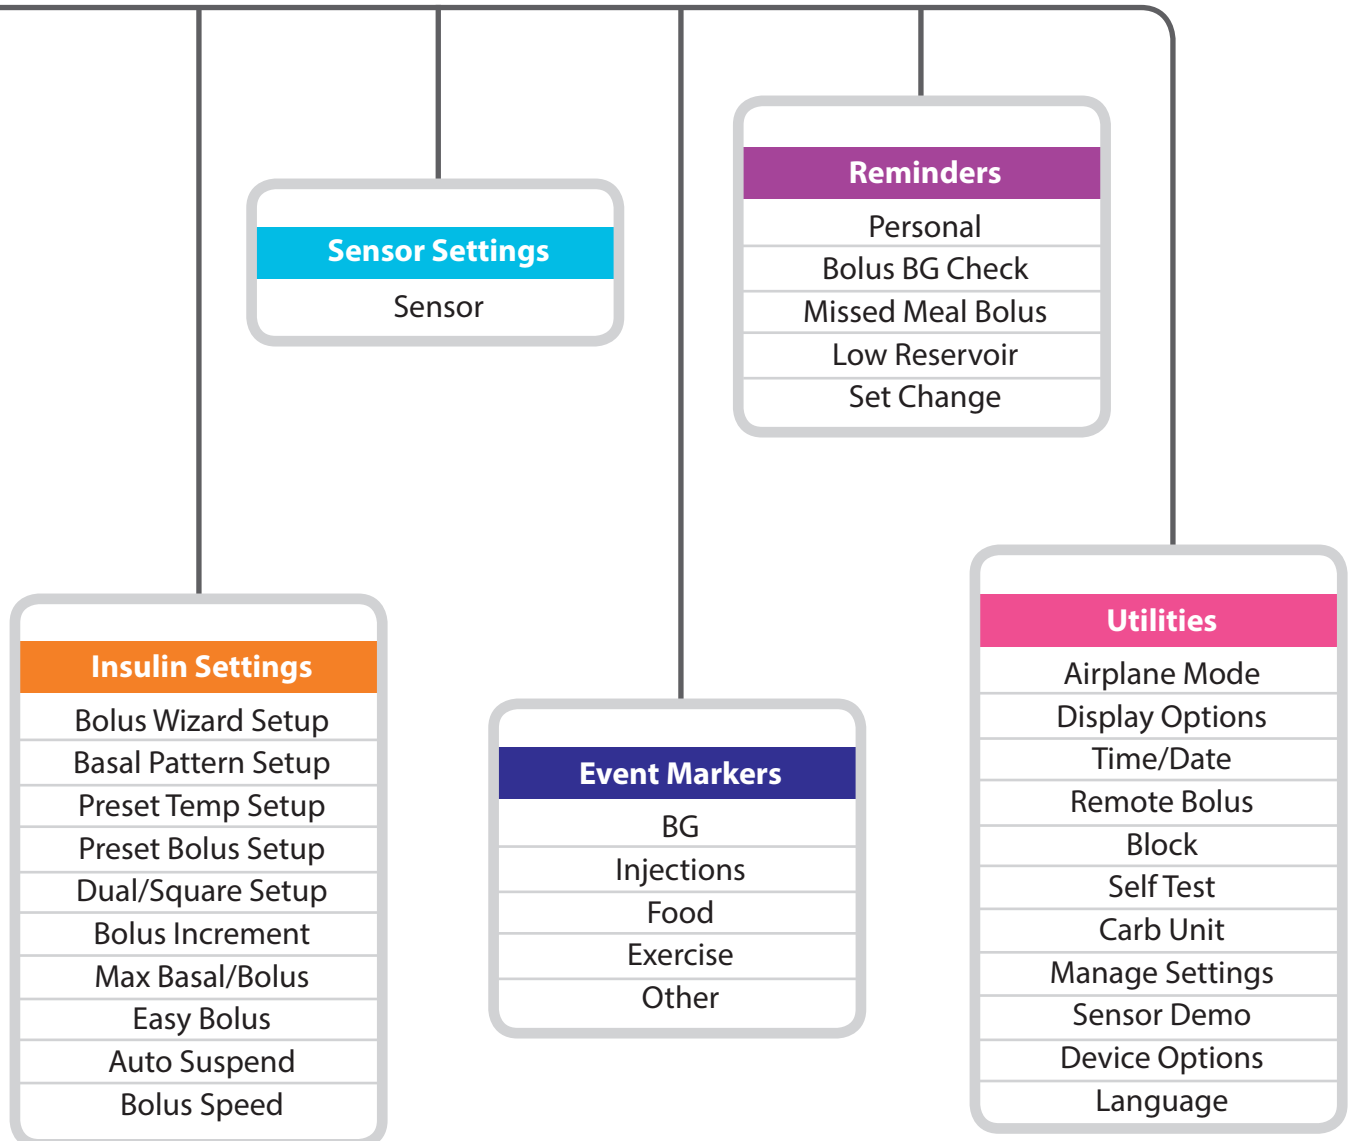 Reminders
Personal
Bolus BG Check
Missed Meal Bolus
Low Reservoir
Set Change
Sensor Settings
Sensor
Insulin Settings
Bolus Wizard Setup
Basal Pattern Setup
Preset Temp Setup
Preset Bolus Setup
Dual/Square Setup
Bolus Increment
Max Basal/Bolus
Easy Bolus
Auto Suspend
Bolus Speed
Event Markers
BG
Injections
Food
Exercise
Other
Utilities
Airplane Mode
Display Options
Time/Date
Remote Bolus
Block
Self Test
Carb Unit
Manage Settings
Sensor Demo
Device Options
Language